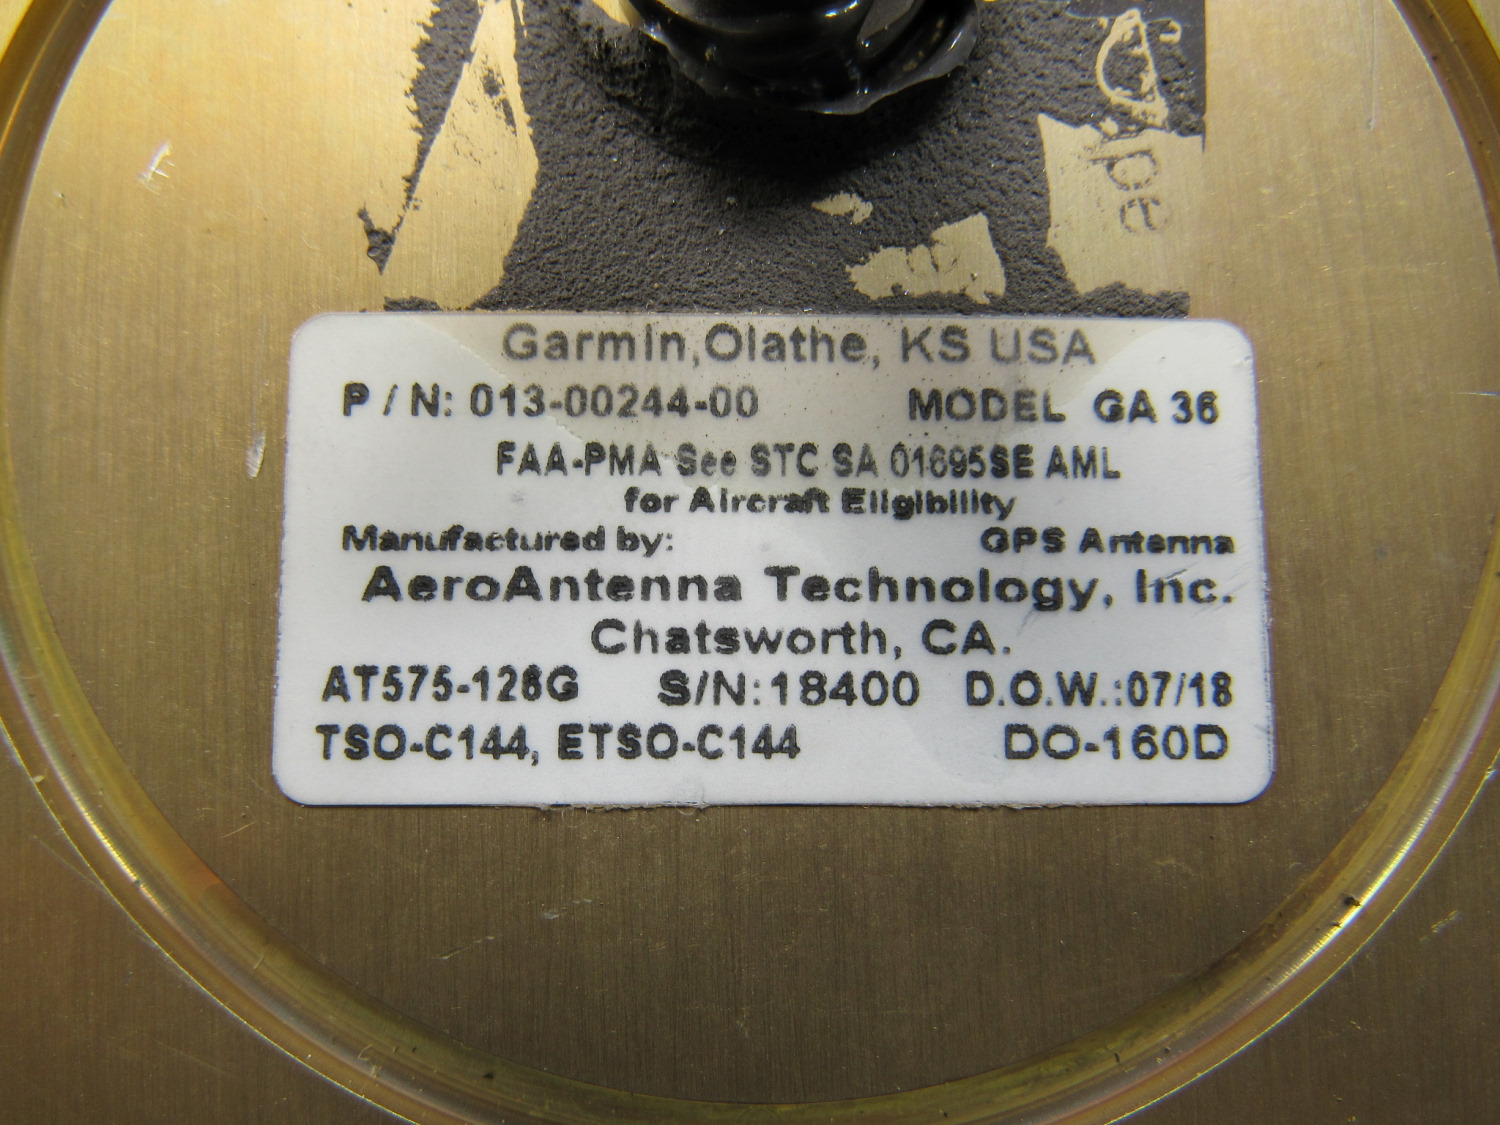 Garmin,Olathe, KS USA
P / N: 013-00244-00 MODEL GA 36
FAA-PMA See STC SA 01695SE AML
for Aircraft Eligibility
Manufactured by: GPS Antenna
AeroAntenna Technology, Inc.
Chatsworth, CA.
AT575-126G S/N:18400 D.O.W.:07/18
TSO-C144, ETSO-C144 DO-160D